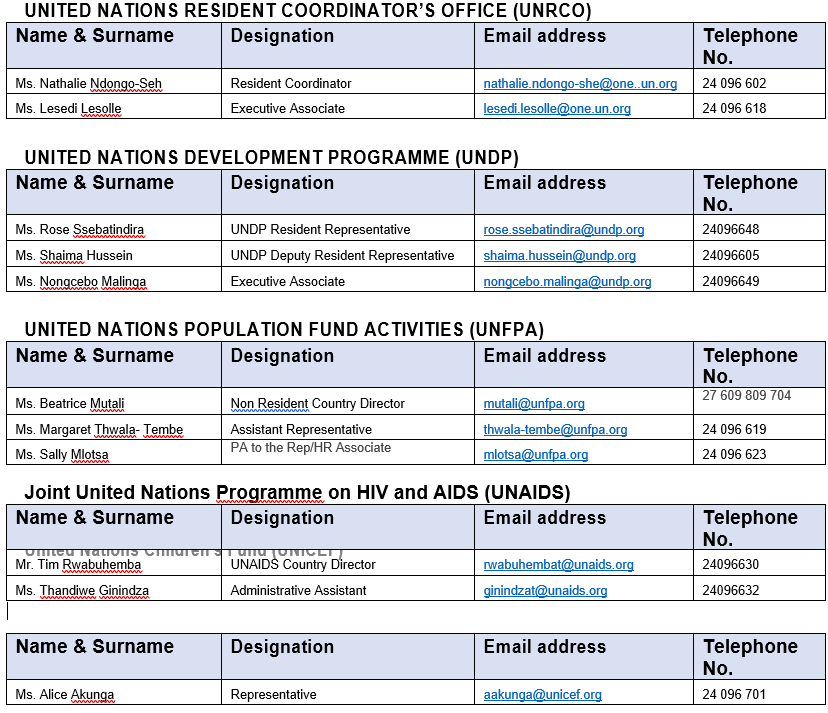 UNITED NATIONS RESIDENT COORDINATOR'S OFFICE (UNRCO)
Name & Surname Designation Email address Telephone No.
Ms. Nathalie Ndongo-Seh Resident Coordinator nathalie.ndongo-she@one..un.org 24 096 602
Ms. Lesedi Lesolle Executive Associate lesedi.lesolle@one.un.org 24 096 618
UNITED NATIONS DEVELOPMENT PROGRAMME (UNDP)
Name & Surname Designation Email address Telephone No.
Ms. Rose Ssebatindira UNDP Resident Representative rose.ssebatindira@undp.org 24096648
Ms. Shaima Hussein UNDP Deputy Resident Representative shaima.hussein@undp.org 24096605
Ms. Nongcebo Malinga Executive Associate nongcebo.malinga@undp.org 24096649
UNITED NATIONS POPULATION FUND ACTIVITIES (UNFPA)
Name & Surname Designation Email address Telephone No.
Ms. Beatrice Mutali Non Resident Country Director mutali@unfpa.org 27 609 809 704
Ms. Margaret Thwala- Tembe Assistant Representative thwala-tembe@unfpa.org 24 096 619
Ms. Sally Mlotsa PA to the Rep/HR Associate mlotsa@unfpa.org 24 096 623
Joint United Nations Programme on HIV and AIDS (UNAIDS)
Name & Surname Designation Email address Telephone No.
United Nations Children's Fund (UNICEF)
Mr. Tim Rwabuhemba UNAIDS Country Director rwabuhembat@unaids.org 24096630
Ms. Thandiwe Ginindza Administrative Assistant ginindzat@unaids.org 24096632
Name & Surname Designation Email address Telephone No.
Ms. Alice Akunga Representative aakunga@unicef.org 24 096 701